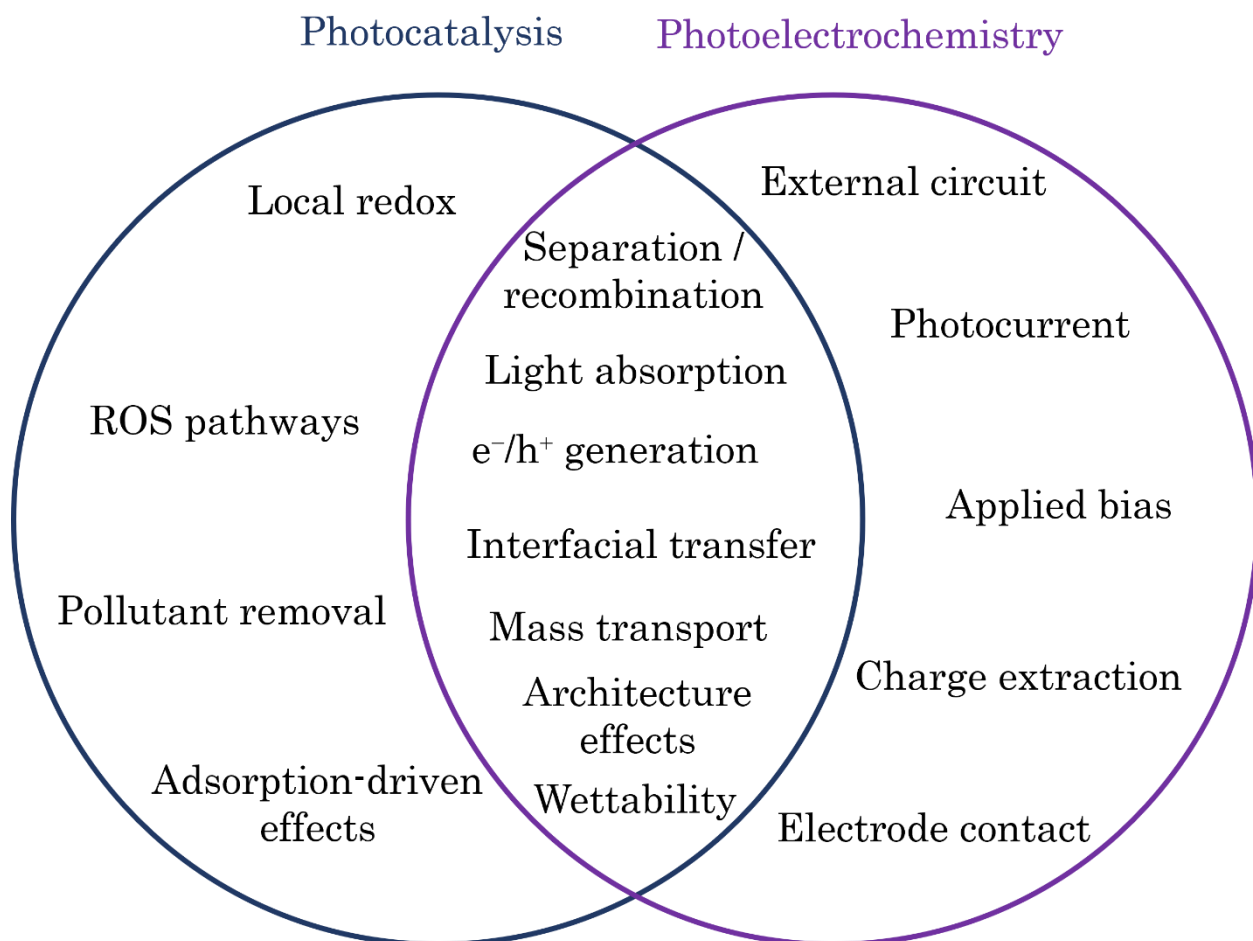 Photocatalysis
Photoelectrochemistry
Local redox
ROS pathways
Pollutant removal
Adsorption-driven
effects
Separation /
recombination
Light absorption
e⁻/h⁺ generation
Interfacial transfer
Mass transport
Architecture
effects
Wettability
External circuit
Photocurrent
Applied bias
Charge extraction
Electrode contact